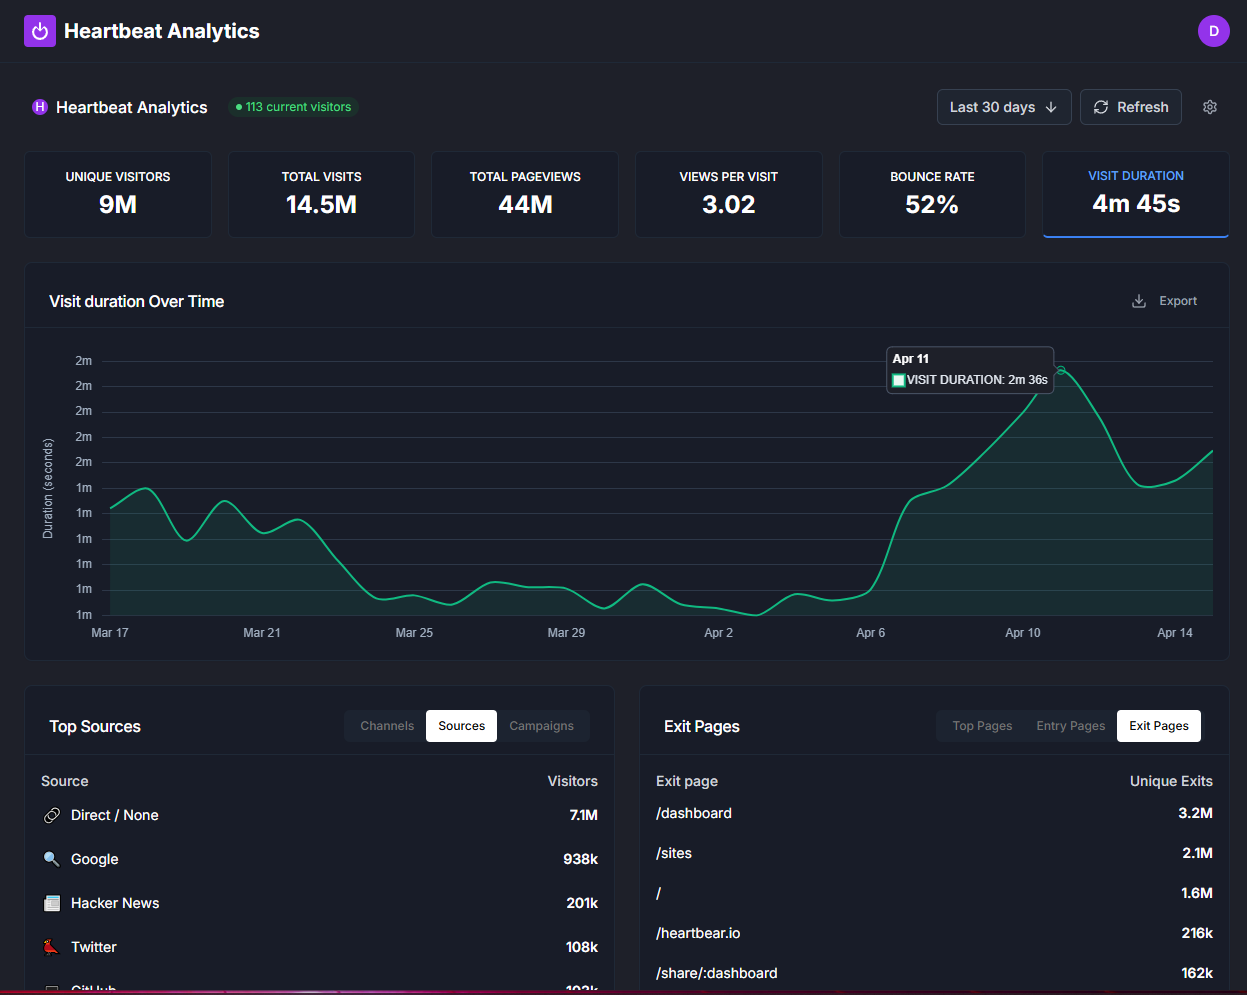 Heartbeat Analytics
D
H Heartbeat Analytics
113 current visitors
Last 30 days
Refresh
UNIQUE VISITORS
9M
TOTAL VISITS
14.5M
TOTAL PAGEVIEWS
44M
VIEWS PER VISIT
3.02
BOUNCE RATE
52%
VISIT DURATION
4m 45s
Visit duration Over Time
Export
Duration (seconds)
2m
2m
2m
2m
2m
1m
1m
1m
1m
1m
1m
Apr 11
VISIT DURATION: 2m 36s
Mar 17 Mar 21 Mar 25 Mar 29 Apr 2 Apr 6 Apr 10 Apr 14
Top Sources
Channels Sources Campaigns
Source Visitors
Direct / None 7.1M
Google 938k
Hacker News 201k
Twitter 108k
GitHub
Exit Pages
Top Pages Entry Pages Exit Pages
Exit page Unique Exits
/dashboard 3.2M
/sites 2.1M
/ 1.6M
/heartbear.io 216k
/share/:dashboard 162k